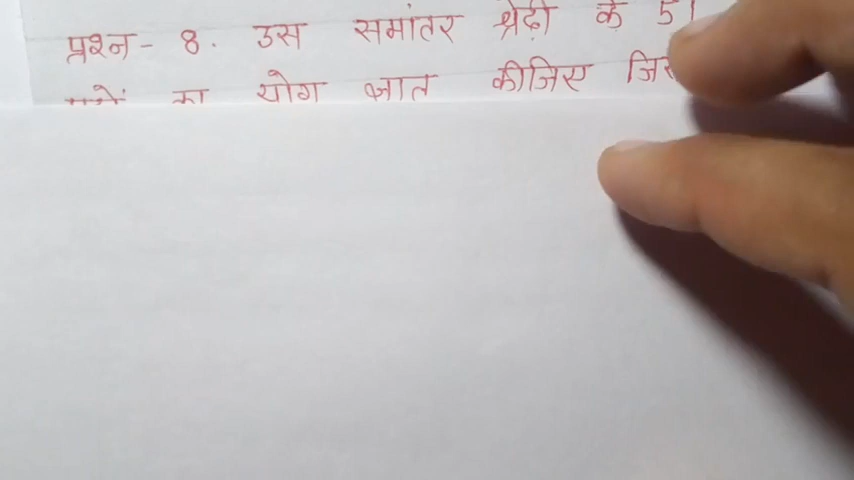 प्रश्न- 8. उस समांतर श्रेढ़ी के 51
का योग ज्ञात कीजिए